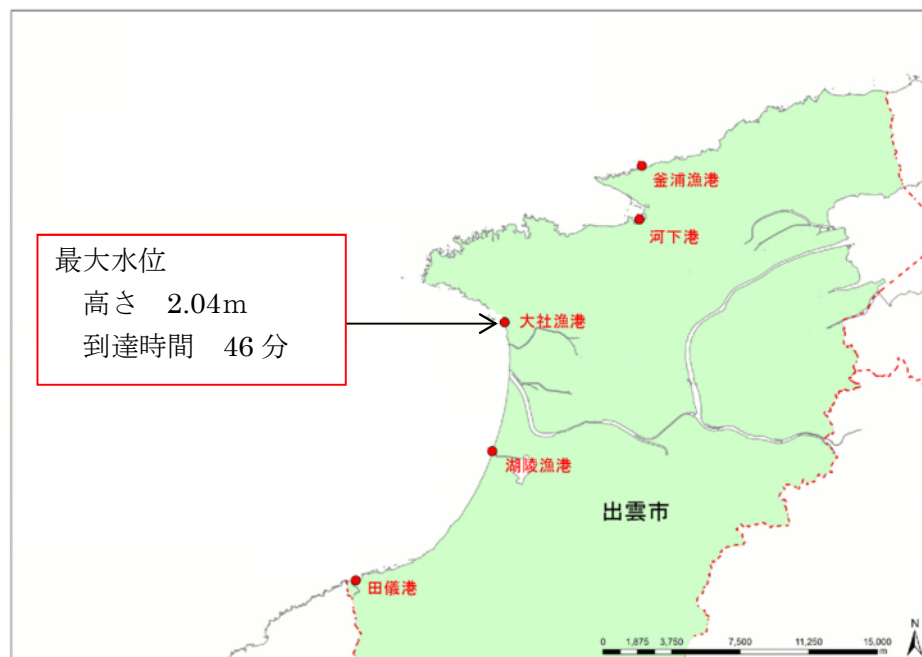 釜浦漁港
河下港
最大水位
高さ 2.04m
到達時間 46分
大社漁港
湖陵漁港
出雲市
田儀港
0 1,875 3,750 7,500 11,250 15,000
m
N